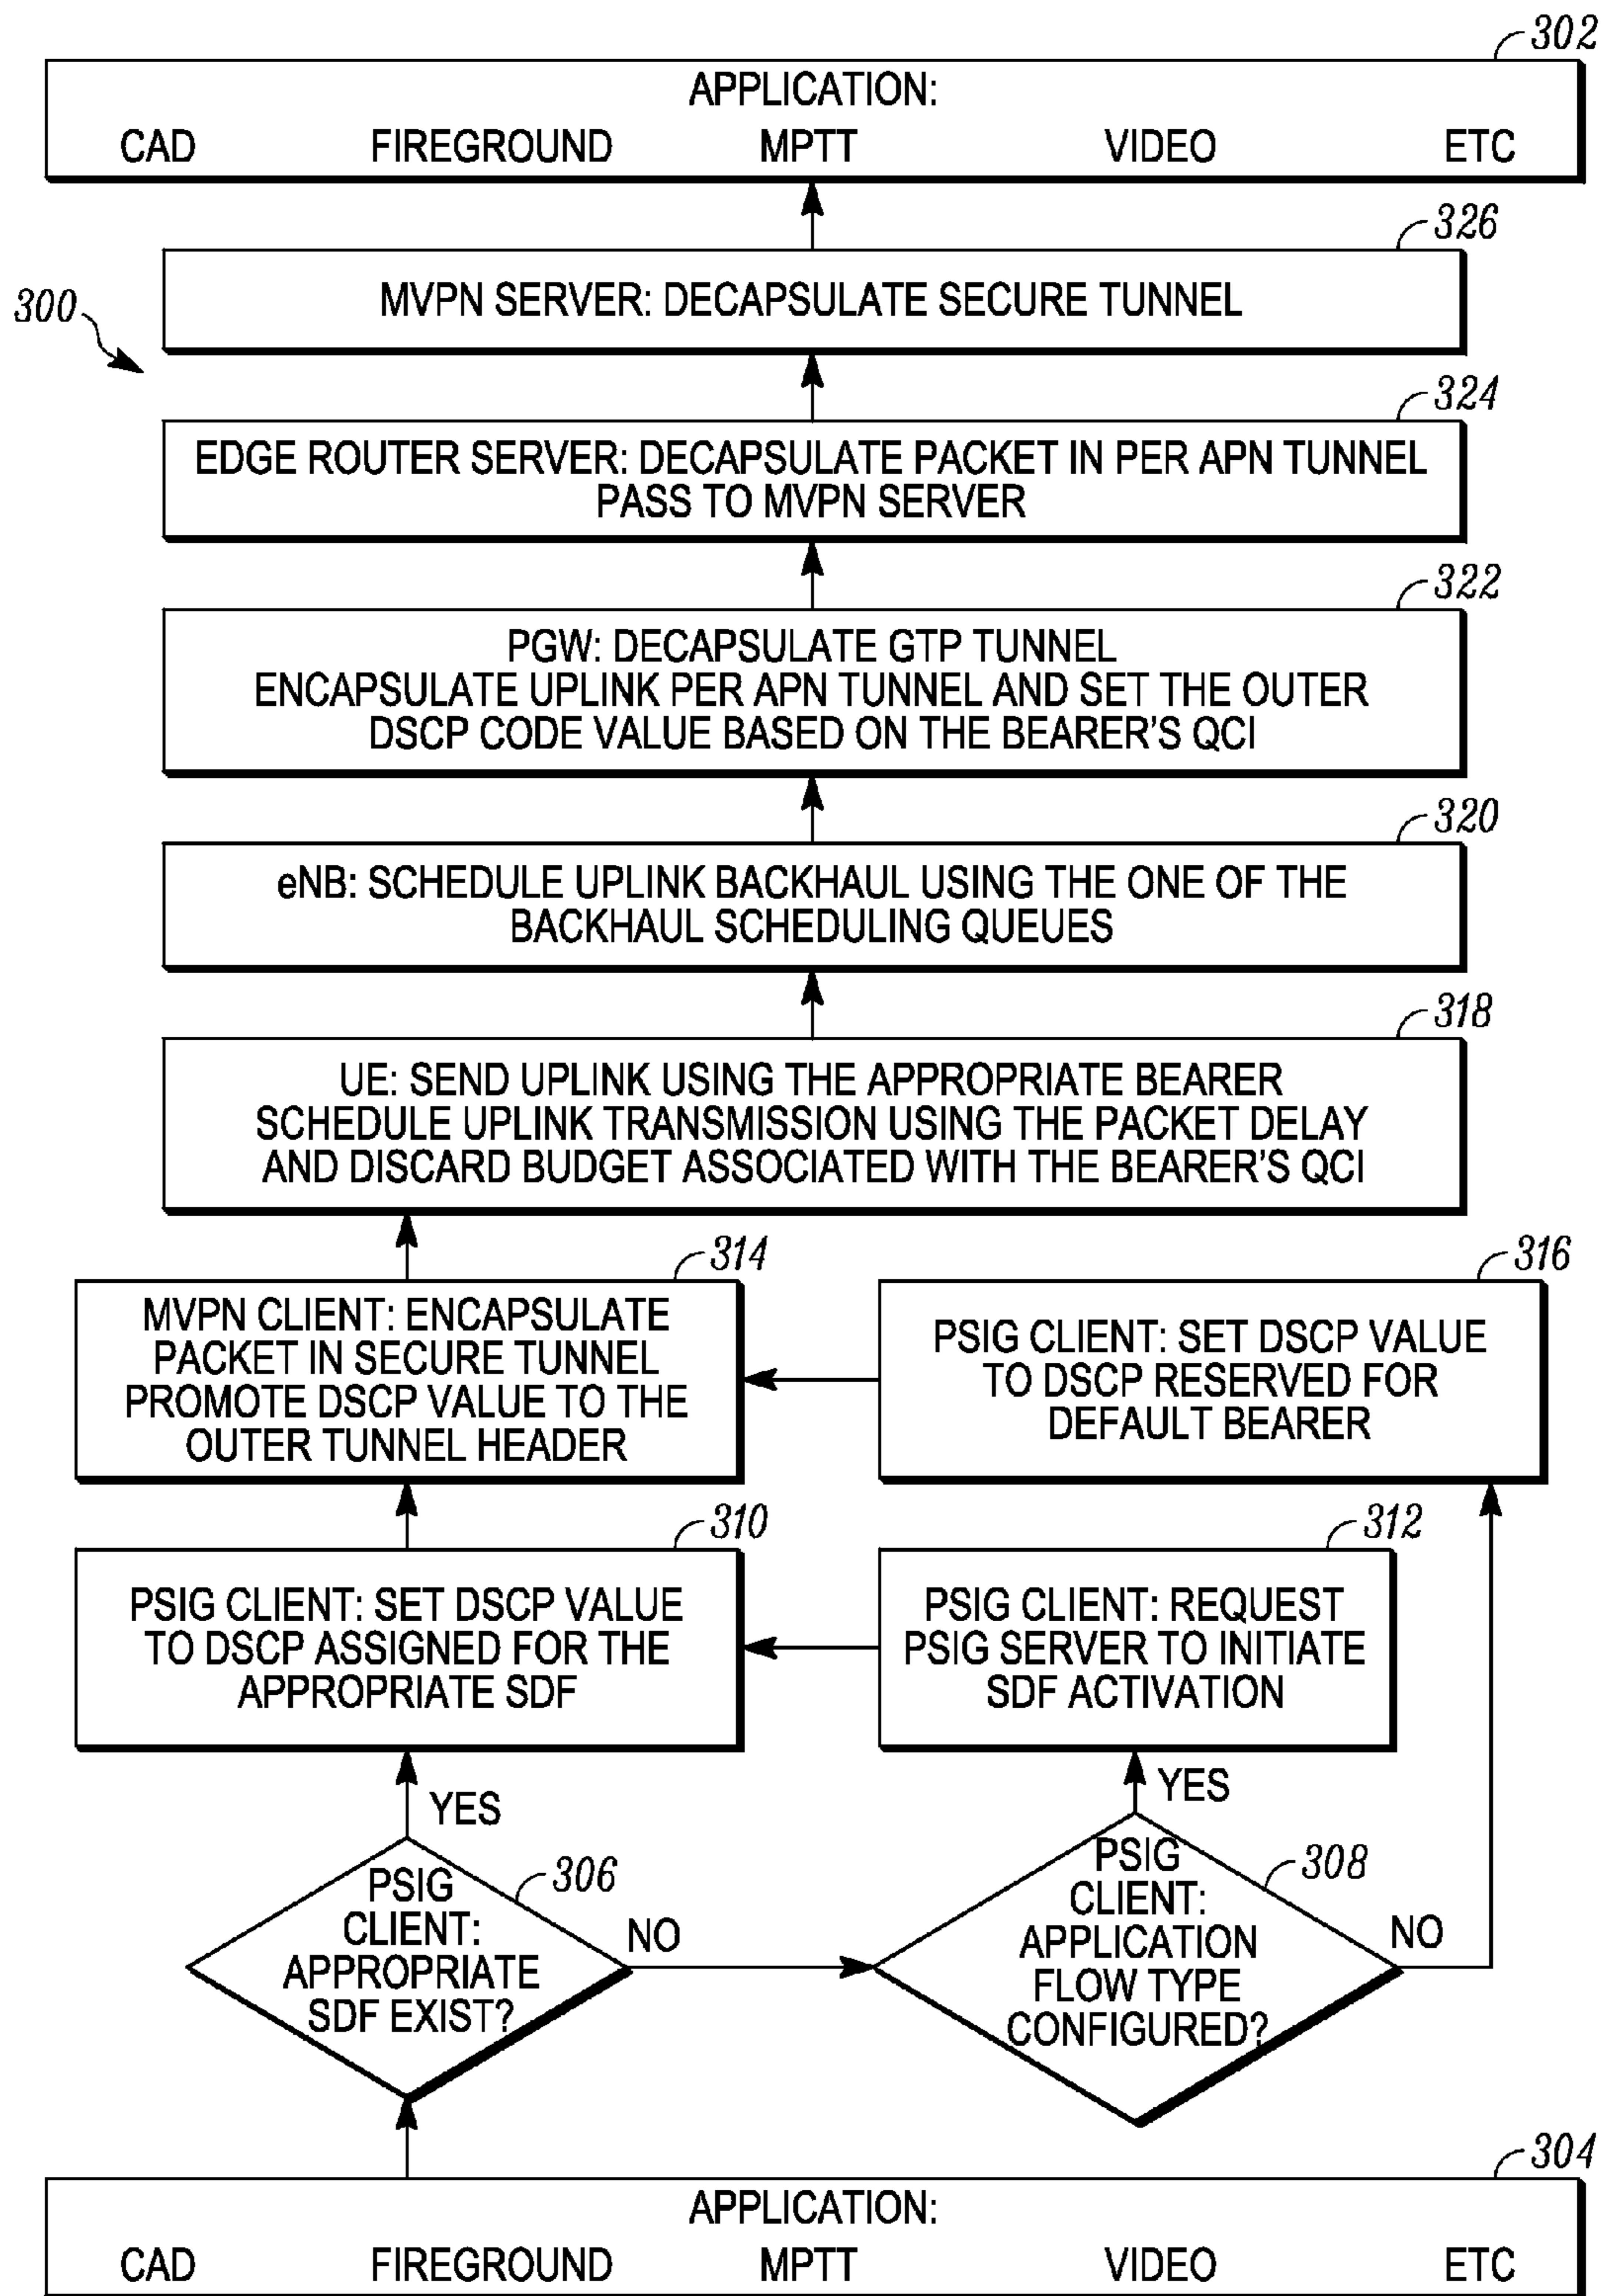 302
APPLICATION:
CAD FIREGROUND MPTT VIDEO ETC
326
MVPN SERVER: DECAPSULATE SECURE TUNNEL
300
324
EDGE ROUTER SERVER: DECAPSULATE PACKET IN PER APN TUNNEL
PASS TO MVPN SERVER
322
PGW: DECAPSULATE GTP TUNNEL
ENCAPSULATE UPLINK PER APN TUNNEL AND SET THE OUTER
DSCP CODE VALUE BASED ON THE BEARER'S QCI
320
eNB: SCHEDULE UPLINK BACKHAUL USING THE ONE OF THE
BACKHAUL SCHEDULING QUEUES
318
UE: SEND UPLINK USING THE APPROPRIATE BEARER
SCHEDULE UPLINK TRANSMISSION USING THE PACKET DELAY
AND DISCARD BUDGET ASSOCIATED WITH THE BEARER'S QCI
314
MVPN CLIENT: ENCAPSULATE
PACKET IN SECURE TUNNEL
PROMOTE DSCP VALUE TO THE
OUTER TUNNEL HEADER
316
PSIG CLIENT: SET DSCP VALUE
TO DSCP RESERVED FOR
DEFAULT BEARER
310
PSIG CLIENT: SET DSCP VALUE
TO DSCP ASSIGNED FOR THE
APPROPRIATE SDF
312
PSIG CLIENT: REQUEST
PSIG SERVER TO INITIATE
SDF ACTIVATION
YES
306
PSIG
CLIENT:
APPROPRIATE
SDF EXIST?
NO
YES
308
PSIG
CLIENT:
APPLICATION
FLOW TYPE
CONFIGURED?
NO
304
APPLICATION:
CAD FIREGROUND MPTT VIDEO ETC